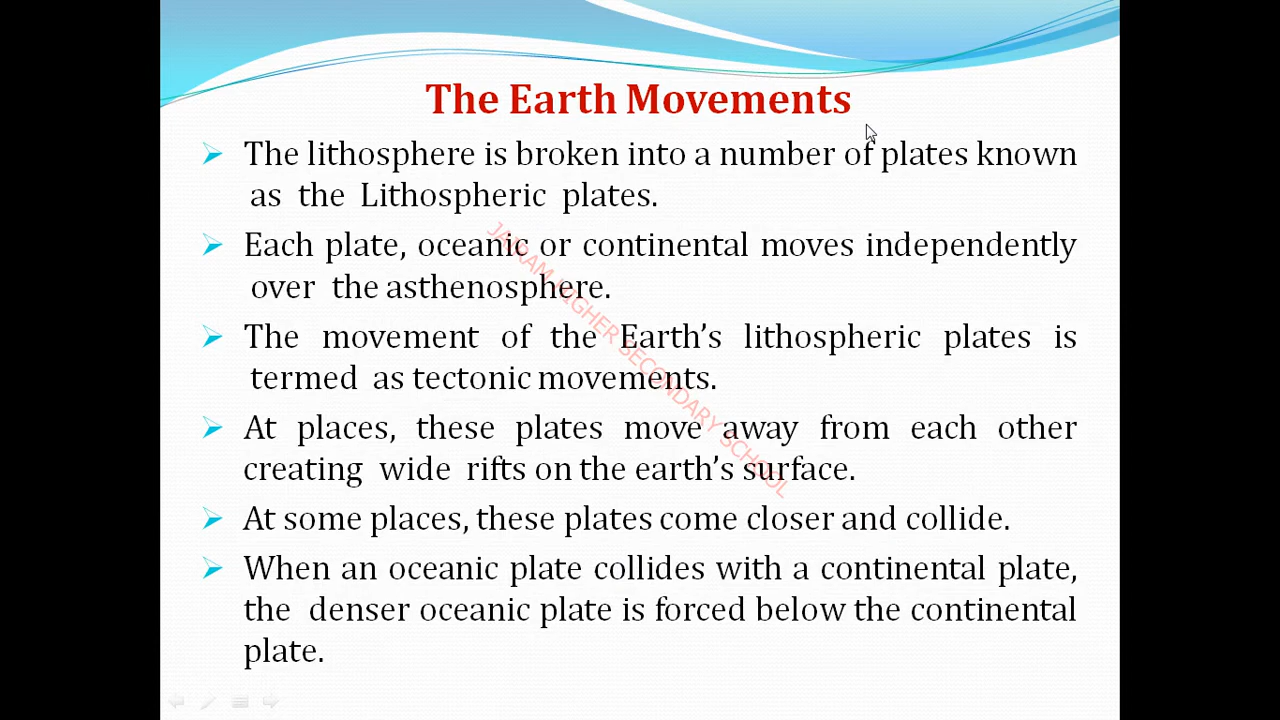 The Earth Movements
The lithosphere is broken into a number of plates known
as the Lithospheric plates.
Each plate, oceanic or continental moves independently
over the asthenosphere.
The movement of the Earth’s lithospheric plates is
termed as tectonic movements.
At places, these plates move away from each other
creating wide rifts on the earth’s surface.
At some places, these plates come closer and collide.
When an oceanic plate collides with a continental plate,
the denser oceanic plate is forced below the continental
plate.
JAIRAM HIGHER SECONDARY SCHOOL